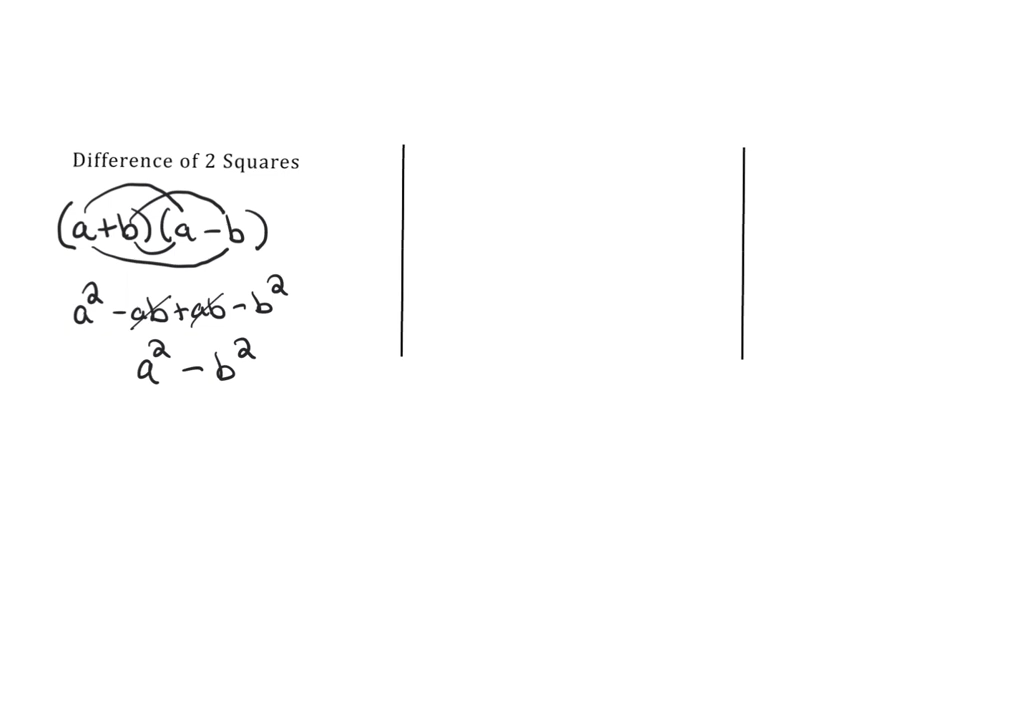 Difference of 2 Squares
(a+b)(a-b)
a² - ab + ab - b²
a² - b²